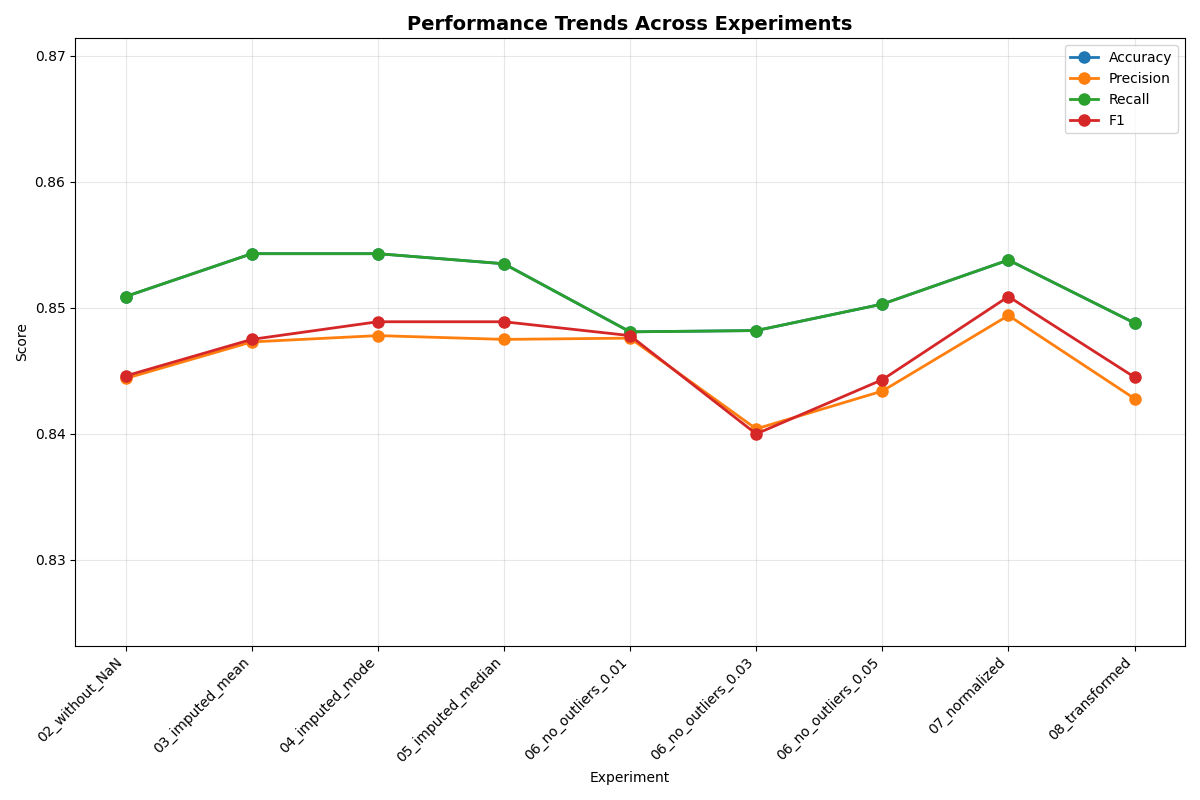 Performance Trends Across Experiments
Accuracy
Precision
Recall
F1
Score
0.87
0.86
0.85
0.84
0.83
02_without_NaN
03_imputed_mean
04_imputed_mode
05_imputed_median
06_no_outliers_0.01
06_no_outliers_0.03
06_no_outliers_0.05
07_normalized
08_transformed
Experiment